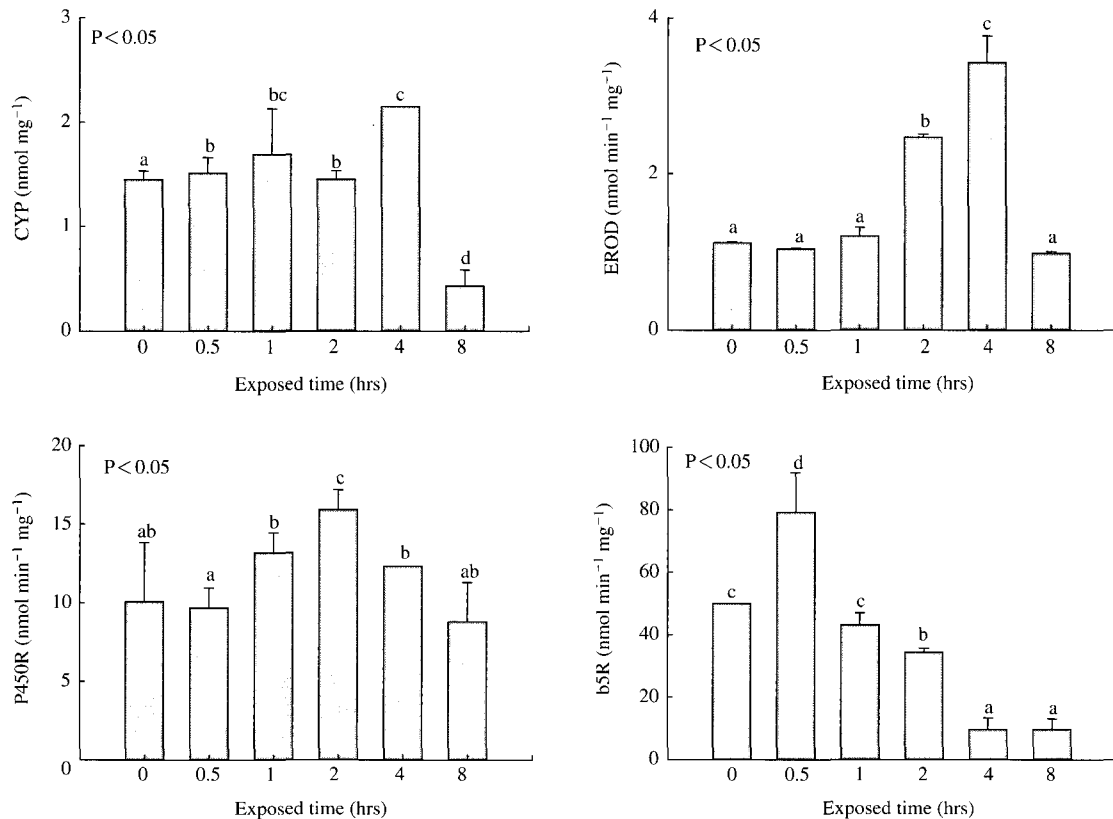 3
P<0.05
CYP (nmol mg⁻¹)
2
1
0
a
b
bc
b
c
d
0 0.5 1 2 4 8
Exposed time (hrs)
4
P<0.05
EROD (nmol min⁻¹ mg⁻¹)
2
0
a
a
a
b
c
a
0 0.5 1 2 4 8
Exposed time (hrs)
20
P<0.05
P450R (nmol min⁻¹ mg⁻¹)
15
10
5
0
ab
a
b
c
b
ab
0 0.5 1 2 4 8
Exposed time (hrs)
100
P<0.05
b5R (nmol min⁻¹ mg⁻¹)
80
60
40
20
0
c
d
c
b
a
a
0 0.5 1 2 4 8
Exposed time (hrs)